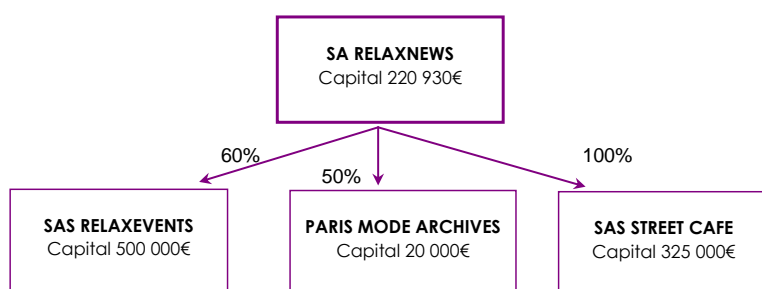 SA RELAXNEWS
Capital 220 930€
60%
50%
100%
SAS RELAXEVENTS
Capital 500 000€
PARIS MODE ARCHIVES
Capital 20 000€
SAS STREET CAFE
Capital 325 000€